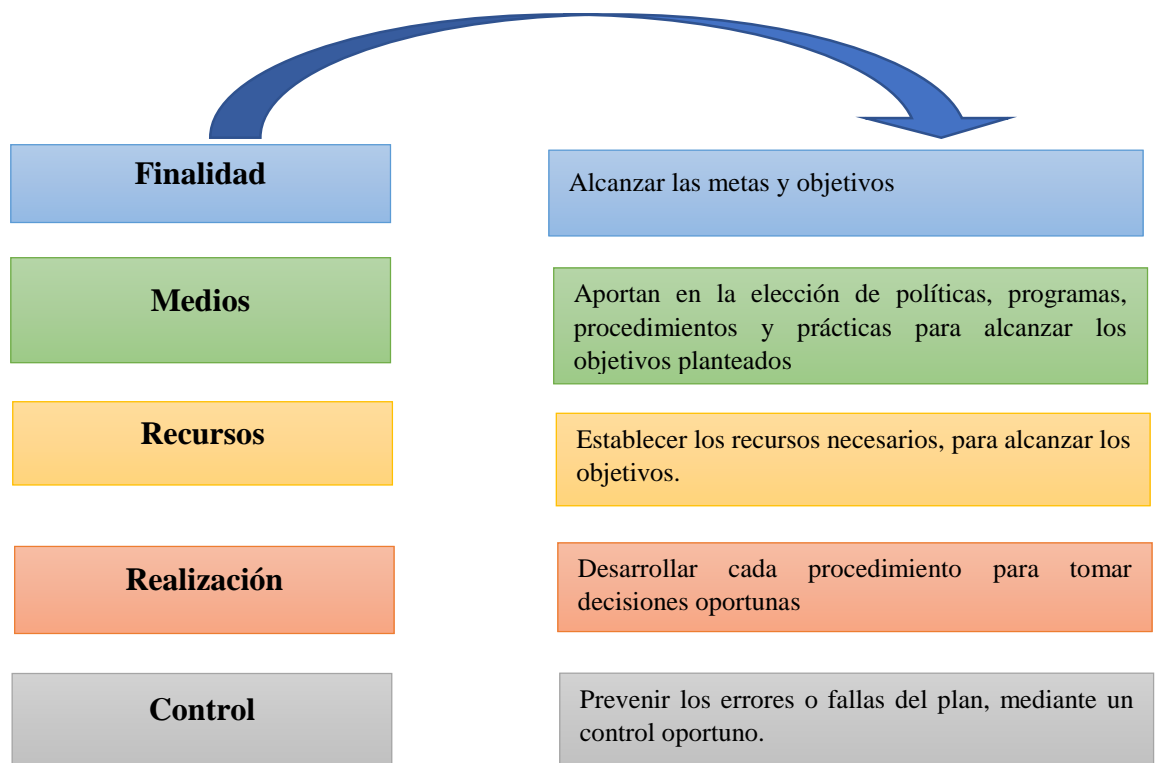 Finalidad
Alcanzar las metas y objetivos
Medios
Aportan en la elección de políticas, programas,
procedimientos y prácticas para alcanzar los
objetivos planteados
Recursos
Establecer los recursos necesarios, para alcanzar los
objetivos.
Realización
Desarrollar cada procedimiento para tomar
decisiones oportunas
Control
Prevenir los errores o fallas del plan, mediante un
control oportuno.